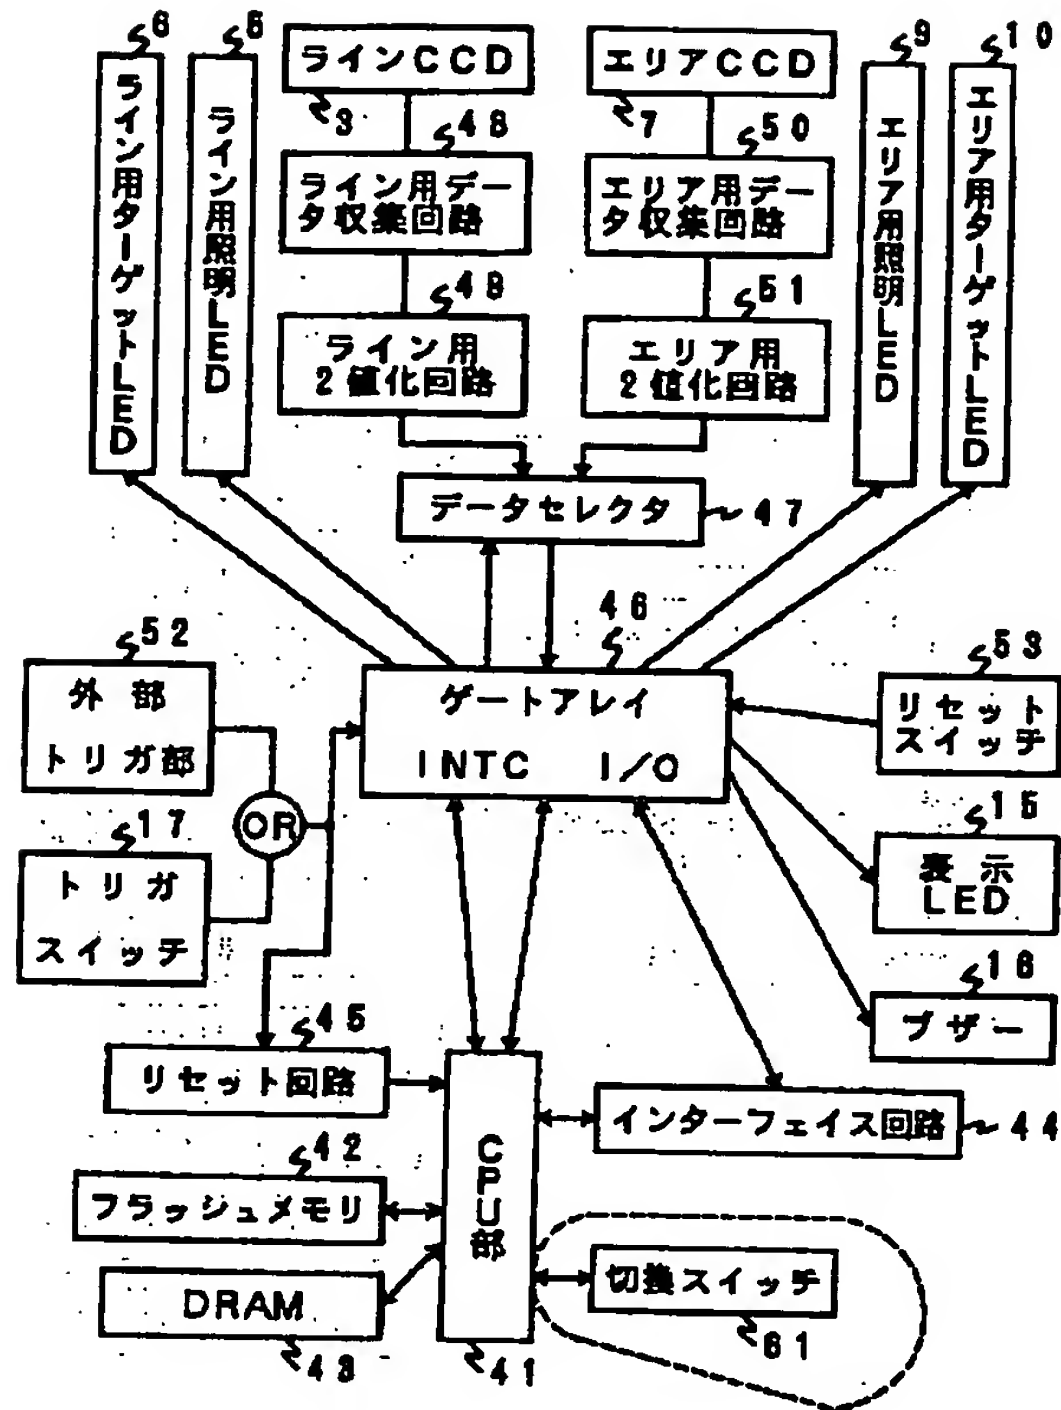 6
5
ラインCCD
エリアCCD
9
10
3
7
ライン用ターゲットLED
ライン用照明LED
48
50
エリア用照明LED
エリア用ターゲットLED
ライン用デー
タ収集回路
エリア用デー
タ収集回路
49
51
ライン用
2値化回路
エリア用
2値化回路
データセレクタ
47
46
52
53
外部
トリガ部
ゲートアレイ
INTC I/O
リセット
スイッチ
17
OR
15
トリガ
スイッチ
表示
LED
16
ブザー
45
リセット回路
インターフェイス回路
44
42
フラッシュメモリ
CPU部
切換スイッチ
DRAM
43
41
61